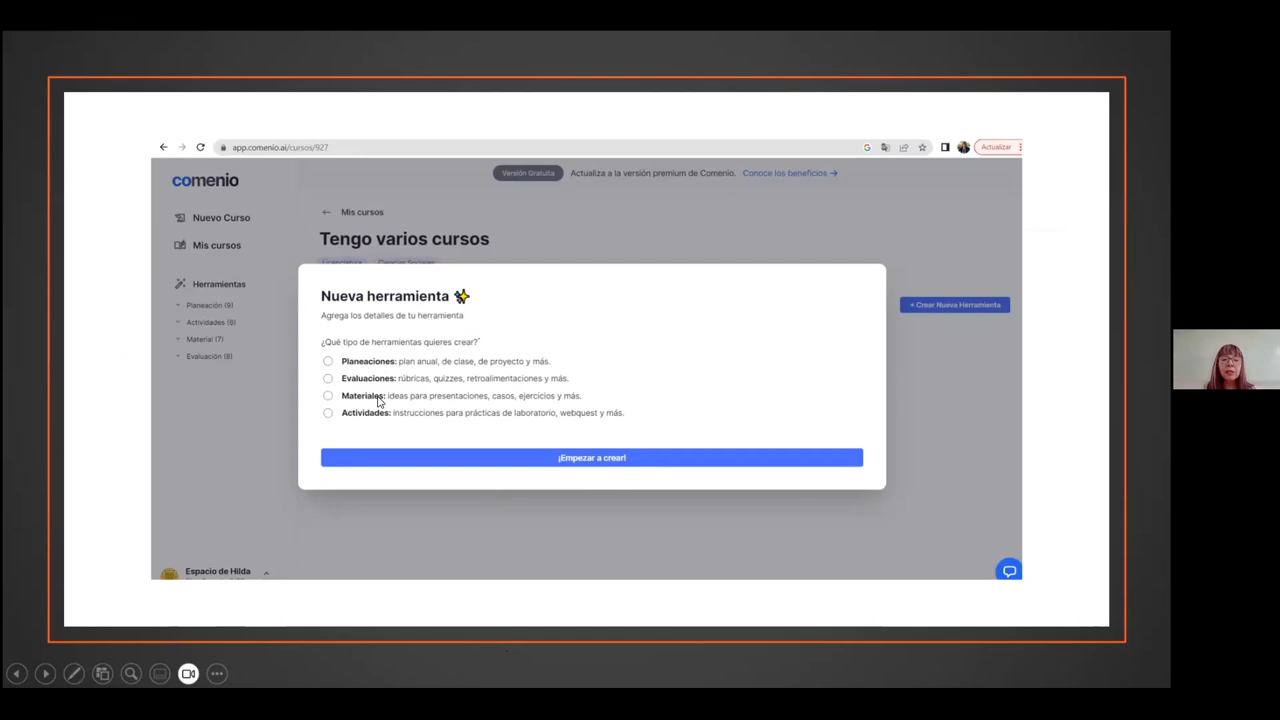 app.comenio.ai/cursos/927
Actualizar
comenio
Versión Gratuita
Actualiza a la versión premium de Comenio. Conoce los beneficios →
Nuevo Curso
Mis cursos
Herramientas
Planeación (9)
Actividades (6)
Material (7)
Evaluación (8)
← Mis cursos
Tengo varios cursos
Licenciatura Ciencias Sociales
+ Crear Nueva Herramienta
Nueva herramienta
Agrega los detalles de tu herramienta
¿Qué tipo de herramientas quieres crear?
Planeaciones: plan anual, de clase, de proyecto y más.
Evaluaciones: rúbricas, quizzes, retroalimentaciones y más.
Materiales: ideas para presentaciones, casos, ejercicios y más.
Actividades: instrucciones para prácticas de laboratorio, webquest y más.
¡Empezar a crear!
Espacio de Hilda